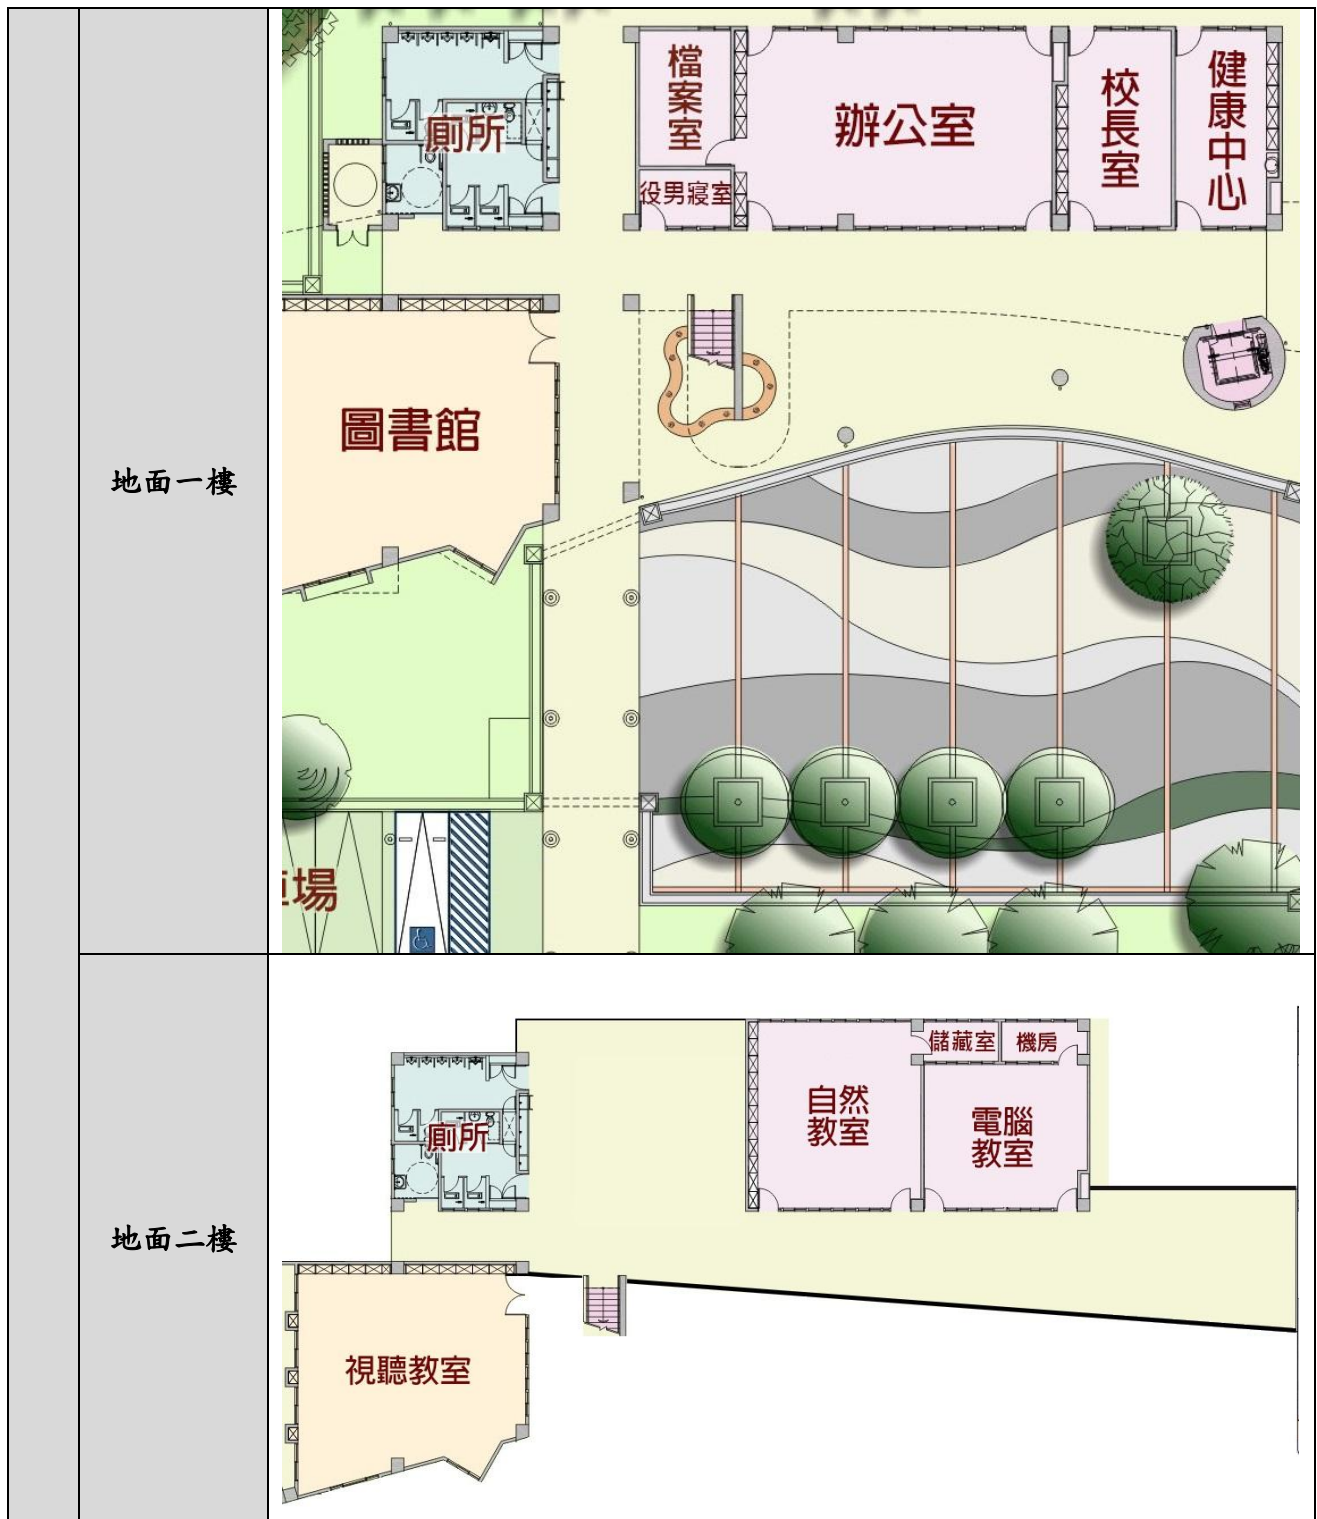 地面一樓
廁所
檔案室
役男寢室
辦公室
校長室
健康中心
圖書館
場
地面二樓
廁所
自然
教室
儲藏室
機房
電腦
教室
視聽教室